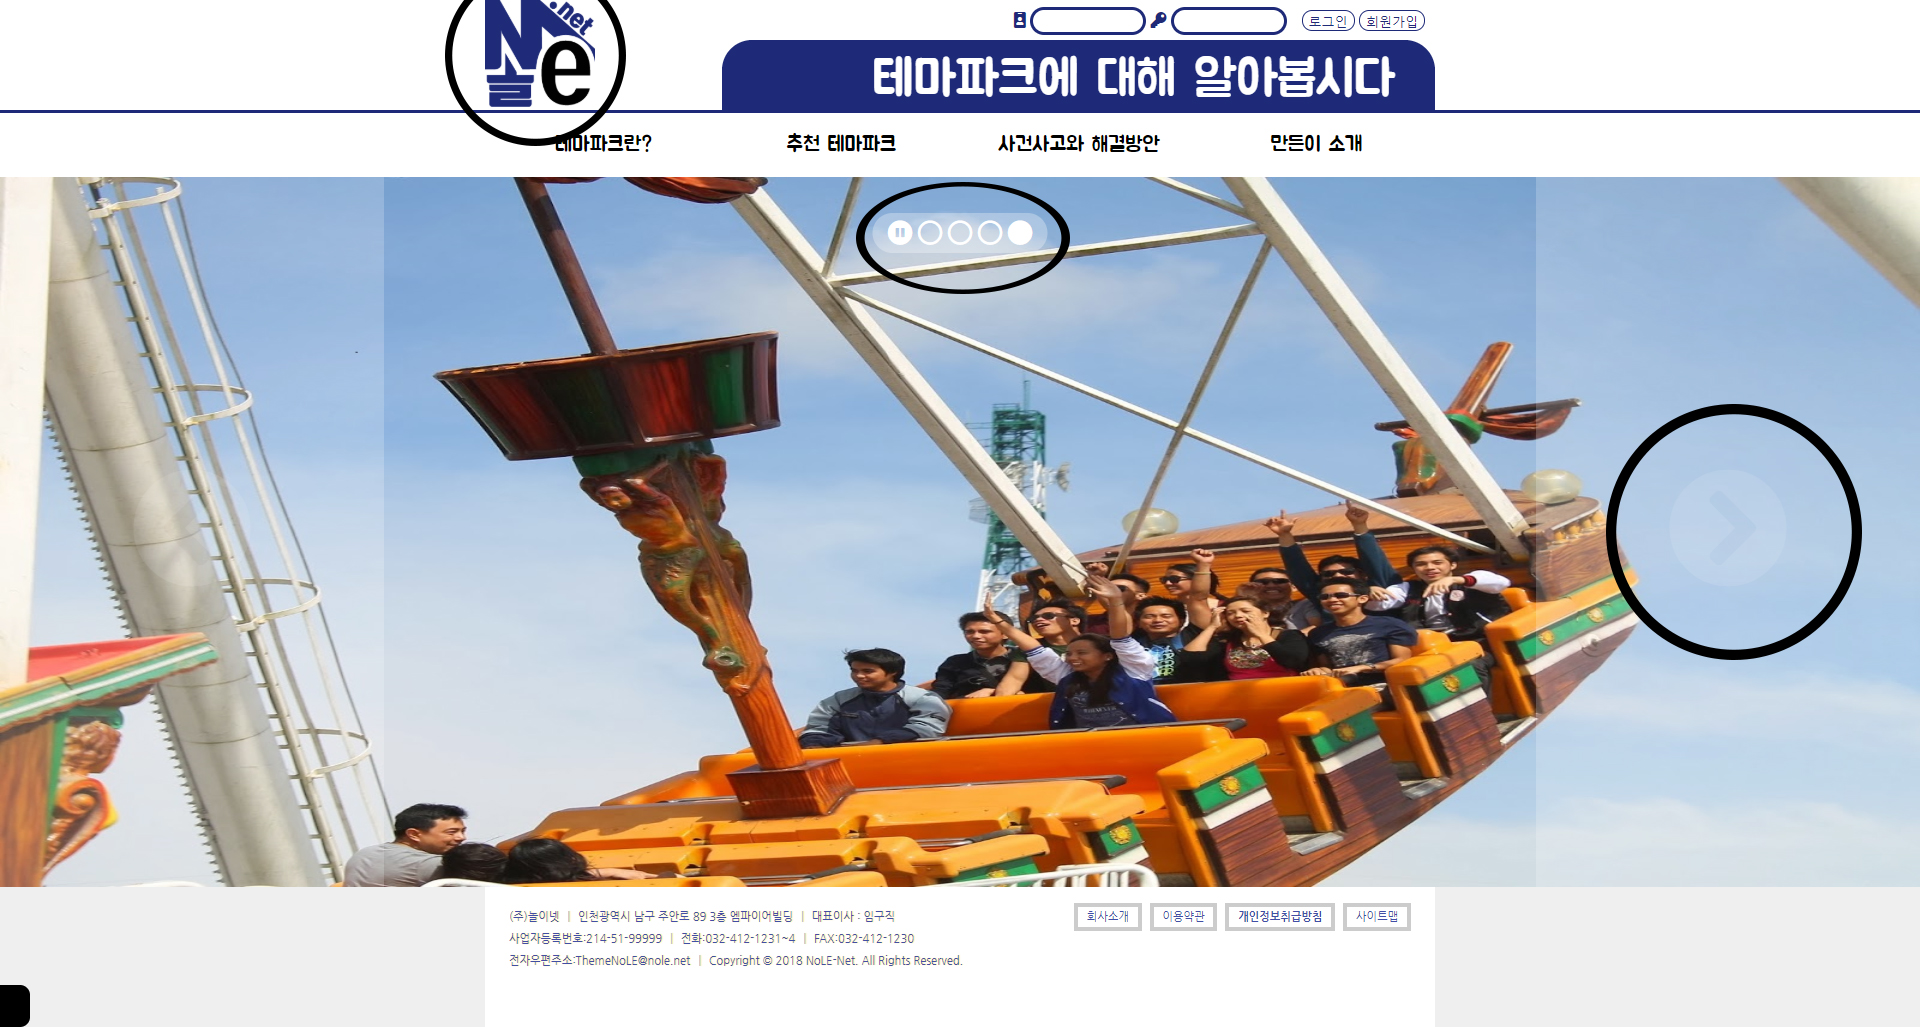 .net
N e
놀
로그인 회원가입
테마파크에 대해 알아봅시다
테마파크란? 추천 테마파크 사건사고와 해결방안 만든이 소개
(주)놀이넷 | 인천광역시 남구 주안로 89 3층 엠파이어빌딩 | 대표이사 : 임구직
회사소개 이용약관 개인정보취급방침 사이트맵
사업자등록번호:214-51-99999 | 전화:032-412-1231~4 | FAX:032-412-1230
전자우편주소:ThemeNoLE@nole.net | Copyright © 2018 NoLE-Net. All Rights Reserved.